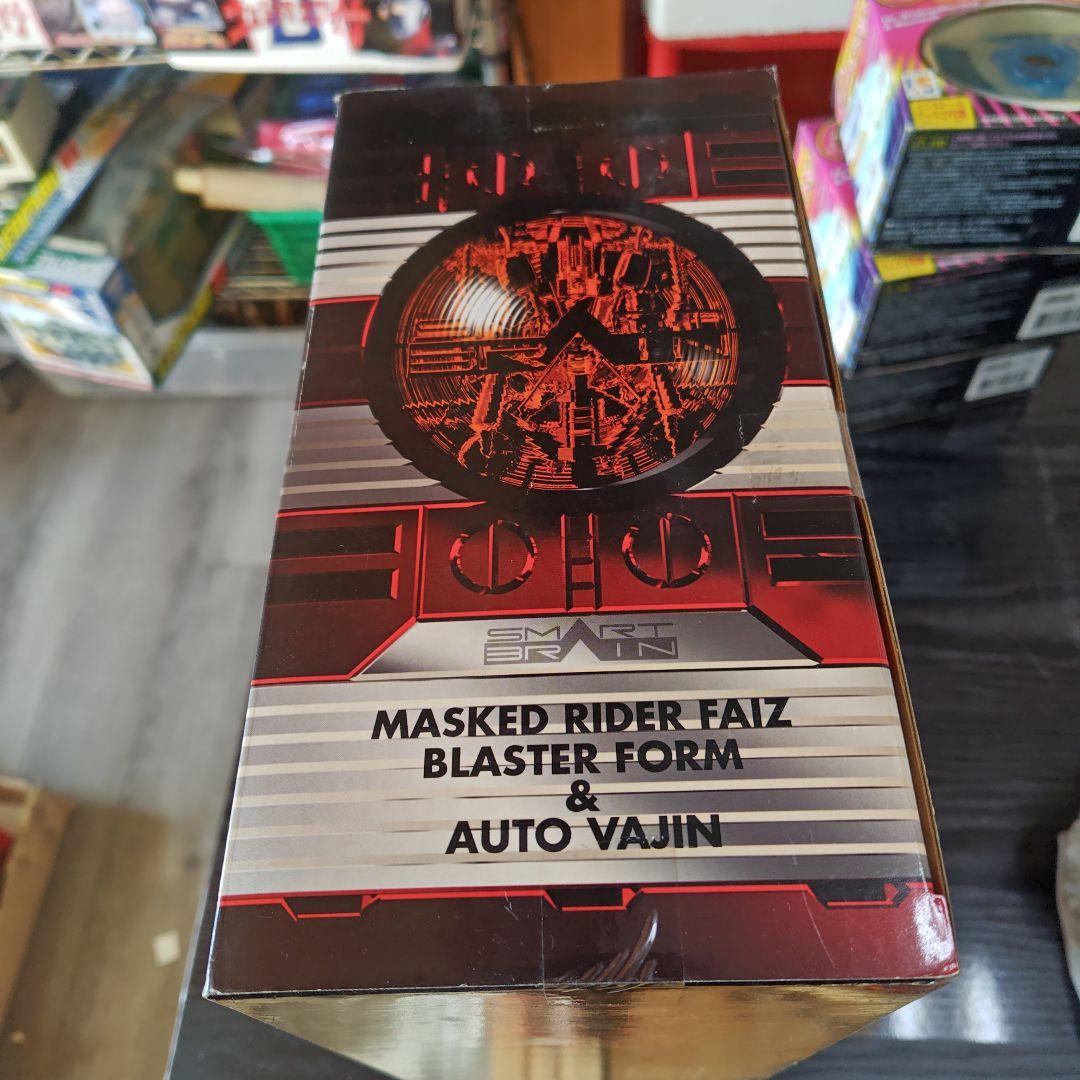 SMART
BRAIN
MASKED RIDER FAIZ
BLASTER FORM
&
AUTO VAJIN